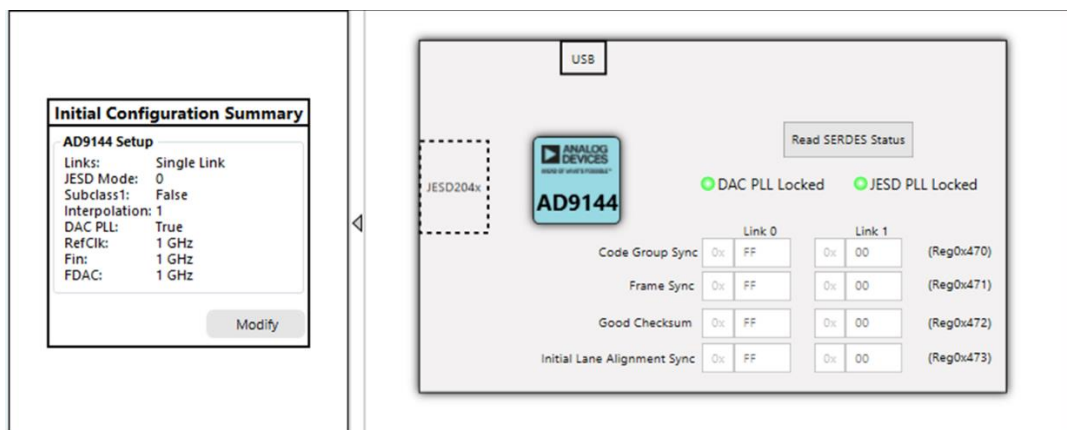 Initial Configuration Summary
AD9144 Setup
Links: Single Link
JESD Mode: 0
Subclass1: False
Interpolation: 1
DAC PLL: True
RefClk: 1 GHz
Fin: 1 GHz
FDAC: 1 GHz
Modify
USB
JESD204x
ANALOG
DEVICES
AHEAD OF WHAT'S POSSIBLE™
AD9144
Read SERDES Status
DAC PLL Locked JESD PLL Locked
Link 0 Link 1
Code Group Sync 0x FF 0x 00 (Reg0x470)
Frame Sync 0x FF 0x 00 (Reg0x471)
Good Checksum 0x FF 0x 00 (Reg0x472)
Initial Lane Alignment Sync 0x FF 0x 00 (Reg0x473)